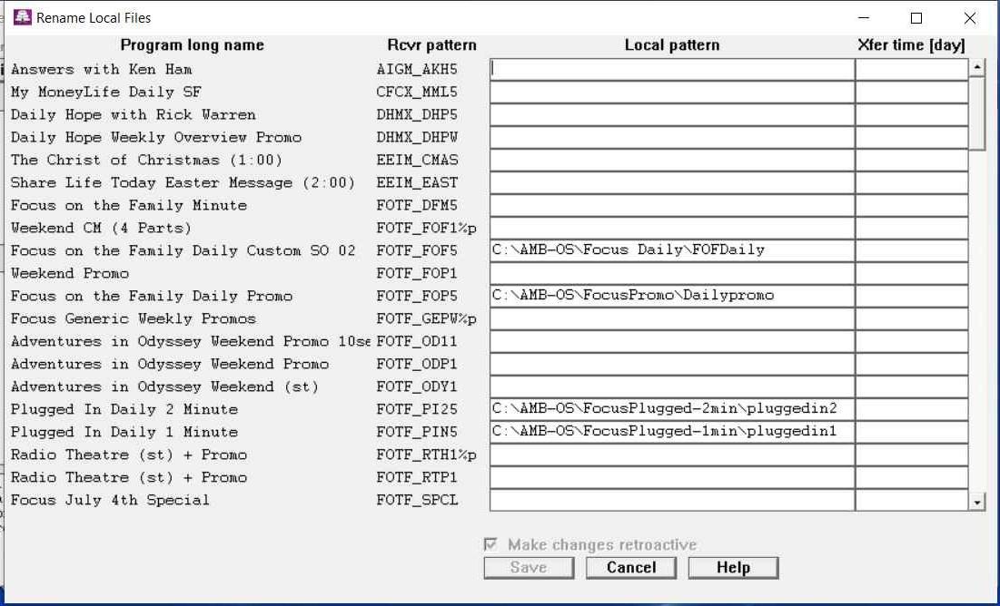 Rename Local Files
Program long name Rcvr pattern Local pattern Xfer time [day]
Answers with Ken Ham AIGM_AKH5
My MoneyLife Daily SF CFCX_MML5
Daily Hope with Rick Warren DHMX_DHP5
Daily Hope Weekly Overview Promo DHMX_DHPW
The Christ of Christmas (1:00) EEIM_CMAS
Share Life Today Easter Message (2:00) EEIM_EAST
Focus on the Family Minute FOTF_DFM5
Weekend CM (4 Parts) FOTF_FOF1%p
Focus on the Family Daily Custom SO 02 FOTF_FOF5 C:\AMB-OS\Focus Daily\FOFDaily
Weekend Promo FOTF_FOP1
Focus on the Family Daily Promo FOTF_FOP5 C:\AMB-OS\FocusPromo\Dailypromo
Focus Generic Weekly Promos FOTF_GEPW%p
Adventures in Odyssey Weekend Promo 10se FOTF_OD11
Adventures in Odyssey Weekend Promo FOTF_ODP1
Adventures in Odyssey Weekend (st) FOTF_ODY1
Plugged In Daily 2 Minute FOTF_PI25 C:\AMB-OS\FocusPlugged-2min\pluggedin2
Plugged In Daily 1 Minute FOTF_PIN5 C:\AMB-OS\FocusPlugged-1min\pluggedin1
Radio Theatre (st) + Promo FOTF_RTH1%p
Radio Theatre (st) + Promo FOTF_RTP1
Focus July 4th Special FOTF_SPCL
Make changes retroactive
Save Cancel Help